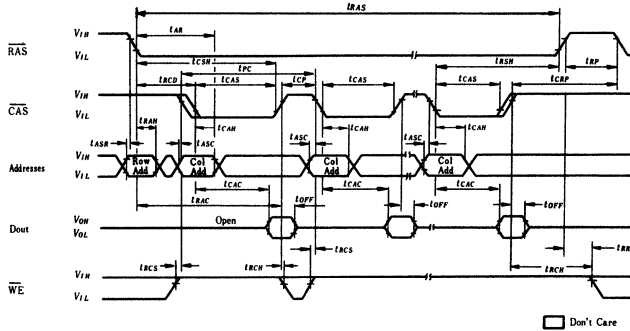 tRAS
tAR
tCSH
tPC
tRSH
tRP
tRCD
tCAS
tCP
tCAS
tCAS
tCRP
RAS
VIH
VIL
CAS
VIH
VIL
tRAH
tCAH
tCAH
tCAH
tASR
tASC
tASC
tASC
Addresses
VIH
VIL
Row Add
Col Add
Col Add
Col Add
tCAC
tCAC
tCAC
tRAC
tOFF
tOFF
tOFF
Dout
VOH
VOL
Open
tRCS
tRCH
tRCS
tRCH
WE
VIH
VIL
Don't Care